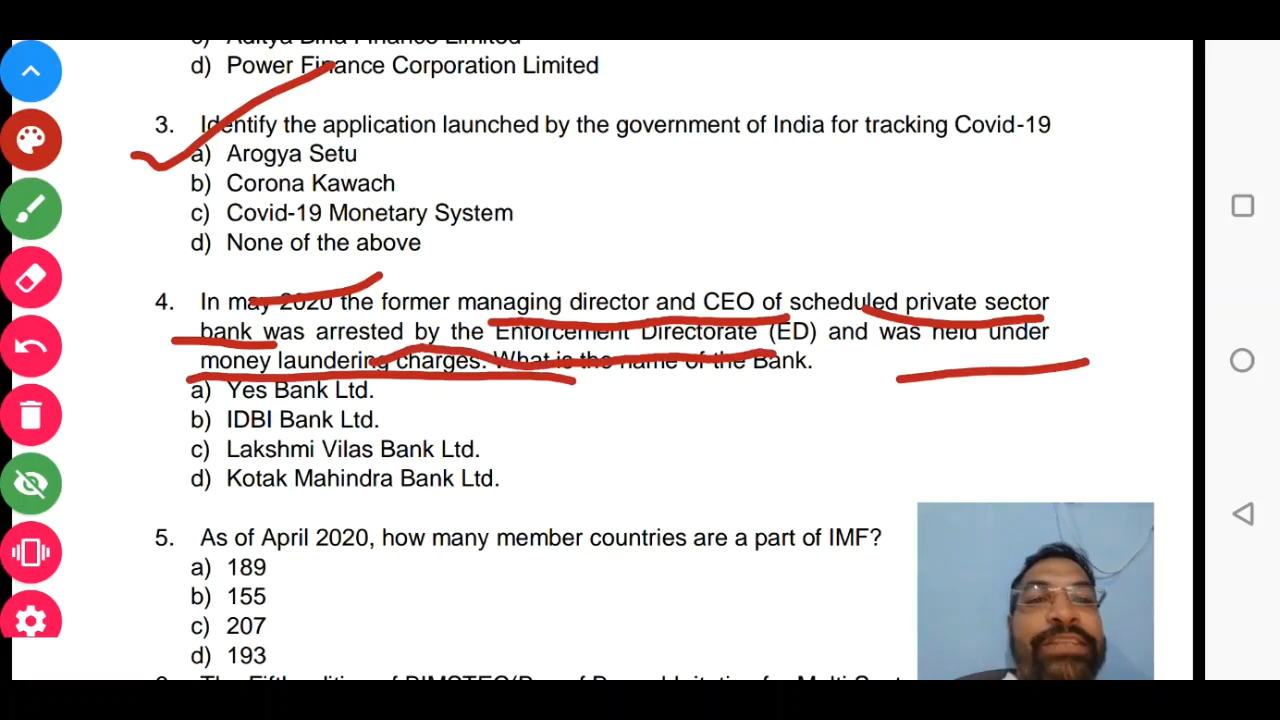 d) Power Finance Corporation Limited
3. Identify the application launched by the government of India for tracking Covid-19
a) Arogya Setu
b) Corona Kawach
c) Covid-19 Monetary System
d) None of the above
4. In may 2020 the former managing director and CEO of scheduled private sector
bank was arrested by the Enforcement Directorate (ED) and was held under
money laundering charges. What is the name of the Bank.
a) Yes Bank Ltd.
b) IDBI Bank Ltd.
c) Lakshmi Vilas Bank Ltd.
d) Kotak Mahindra Bank Ltd.
5. As of April 2020, how many member countries are a part of IMF?
a) 189
b) 155
c) 207
d) 193